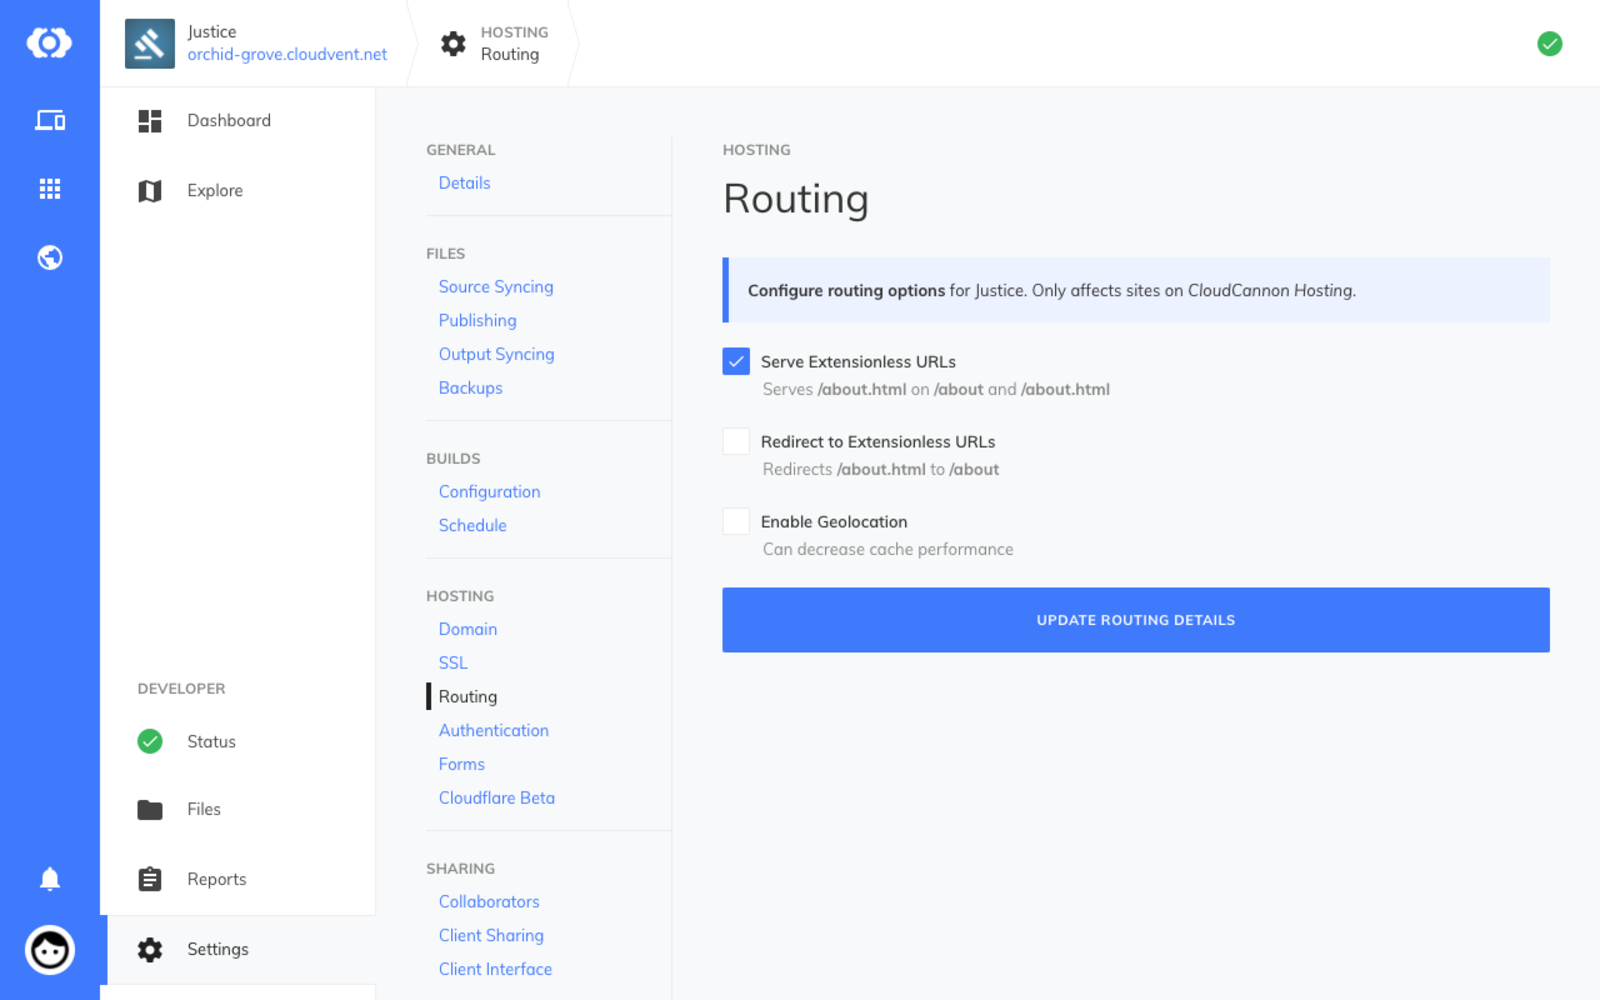 Justice
orchid-grove.cloudvent.net
HOSTING
Routing
Dashboard
Explore
DEVELOPER
Status
Files
Reports
Settings
GENERAL
Details
FILES
Source Syncing
Publishing
Output Syncing
Backups
BUILDS
Configuration
Schedule
HOSTING
Domain
SSL
Routing
Authentication
Forms
Cloudflare Beta
SHARING
Collaborators
Client Sharing
Client Interface
HOSTING
Routing
Configure routing options for Justice. Only affects sites on CloudCannon Hosting.
Serve Extensionless URLs
Serves /about.html on /about and /about.html
Redirect to Extensionless URLs
Redirects /about.html to /about
Enable Geolocation
Can decrease cache performance
UPDATE ROUTING DETAILS